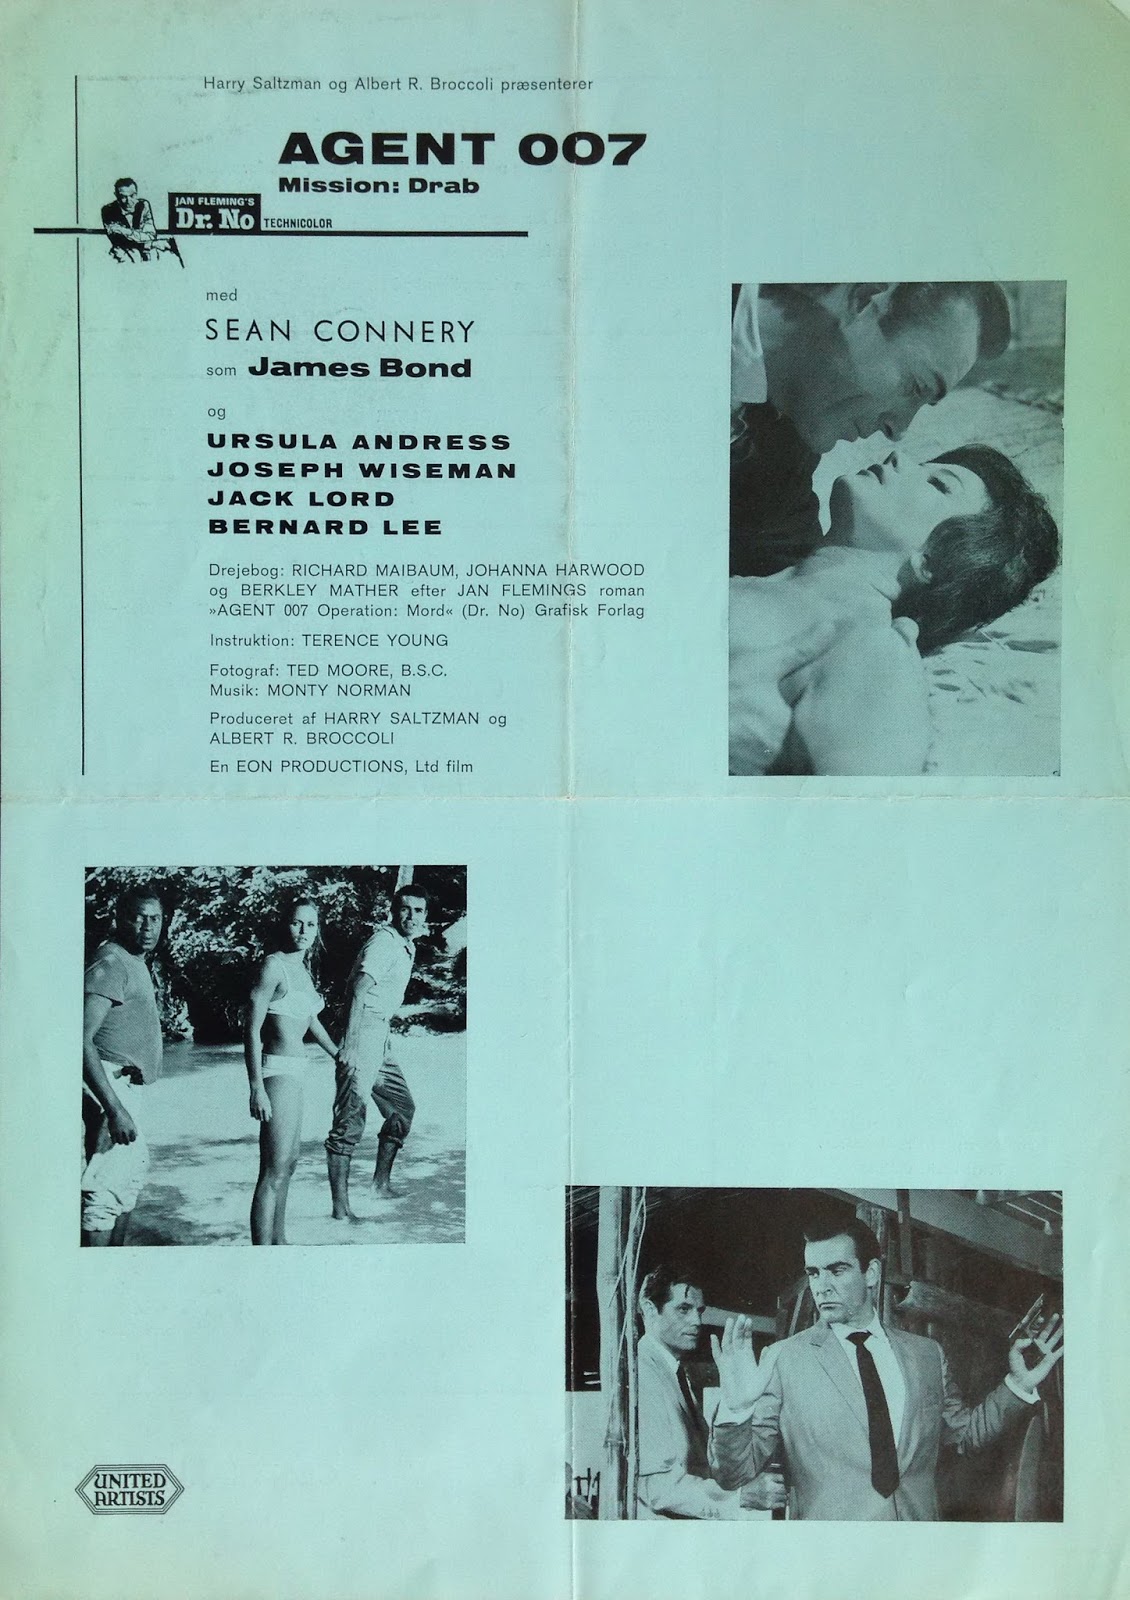 Harry Saltzman og Albert R. Broccoli præsenterer
AGENT 007
Mission: Drab
JAN FLEMING'S
Dr. No TECHNICOLOR
med
SEAN CONNERY
som James Bond
og
URSULA ANDRESS
JOSEPH WISEMAN
JACK LORD
BERNARD LEE
Drejebog: RICHARD MAIBAUM, JOHANNA HARWOOD
og BERKLEY MATHER efter JAN FLEMINGS roman
»AGENT 007 Operation: Mord« (Dr. No) Grafisk Forlag
Instruktion: TERENCE YOUNG
Fotograf: TED MOORE, B.S.C.
Musik: MONTY NORMAN
Produceret af HARRY SALTZMAN og
ALBERT R. BROCCOLI
En EON PRODUCTIONS, Ltd film
UNITED
ARTISTS